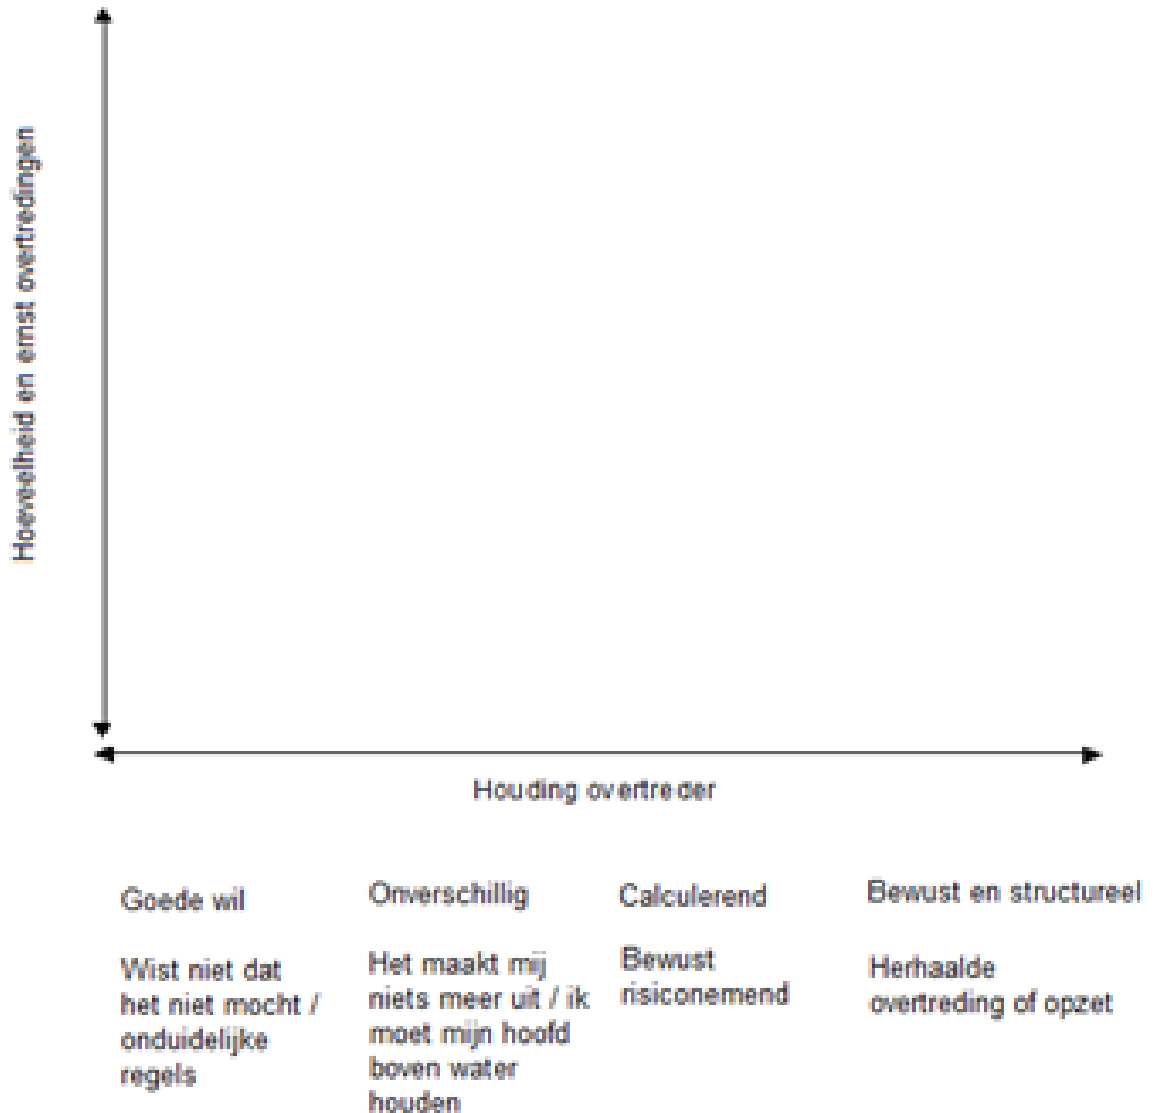 Hoeveelheid en ernst overtredingen
Houding overtreder
Goede wil
Wist niet dat
het niet mocht /
onduidelijke
regels
Onverschillig
Het maakt mij
niets meer uit / ik
moet mijn hoofd
boven water
houden
Calculerend
Bewust
risiconemend
Bewust en structureel
Herhaalde
overtreding of opzet